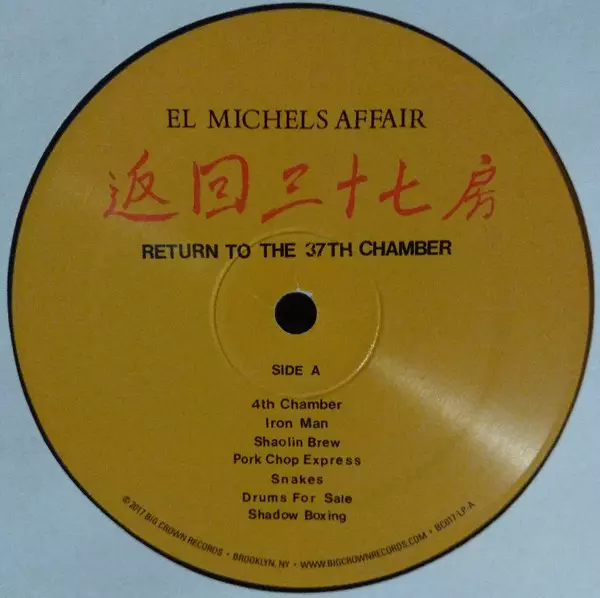 EL MICHELS AFFAIR
返回三十七房
RETURN TO THE 37TH CHAMBER
SIDE A
4th Chamber
Iron Man
Shaolin Brew
Pork Chop Express
Snakes
Drums For Sale
Shadow Boxing
© 2017 BIG CROWN RECORDS • BROOKLYN, NY • WWW.BIGCROWNRECORDS.COM • BC017-LP-A